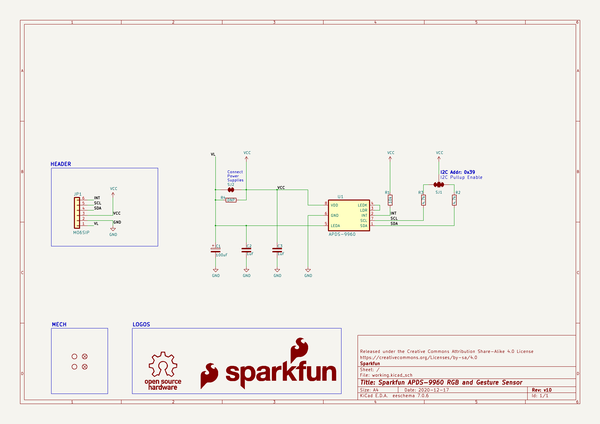 HEADER
JP1
INT
SCL
SDA
VCC
VCC
GND
VL
GND
M06SIP
VL
VCC
Connect
Power
Supplies
SJ2
VCC
C1
100uF
C2
C3
GND
GND
GND
GND
U1
VDD
GND
LEDA
LEDK
LDR
INT
SCL
SDA
APDS-9960
INT
SCL
SDA
VCC
VCC
R1
R3
R2
SJ1
I2C Addr: 0x39
I2C Pullup Enable
MECH
LOGOS
open source
hardware
sparkfun
Released under the Creative Commons Attribution Share-Alike 4.0 License
https://creativecommons.org/licenses/by-sa/4.0
Sparkfun
Sheet: /
File: working.kicad_sch
Title: Sparkfun APDS-9960 RGB and Gesture Sensor
Size: A4
Date: 2020-12-17
Rev: v10
KiCad E.D.A. eeschema 7.0.6
Id: 1/1